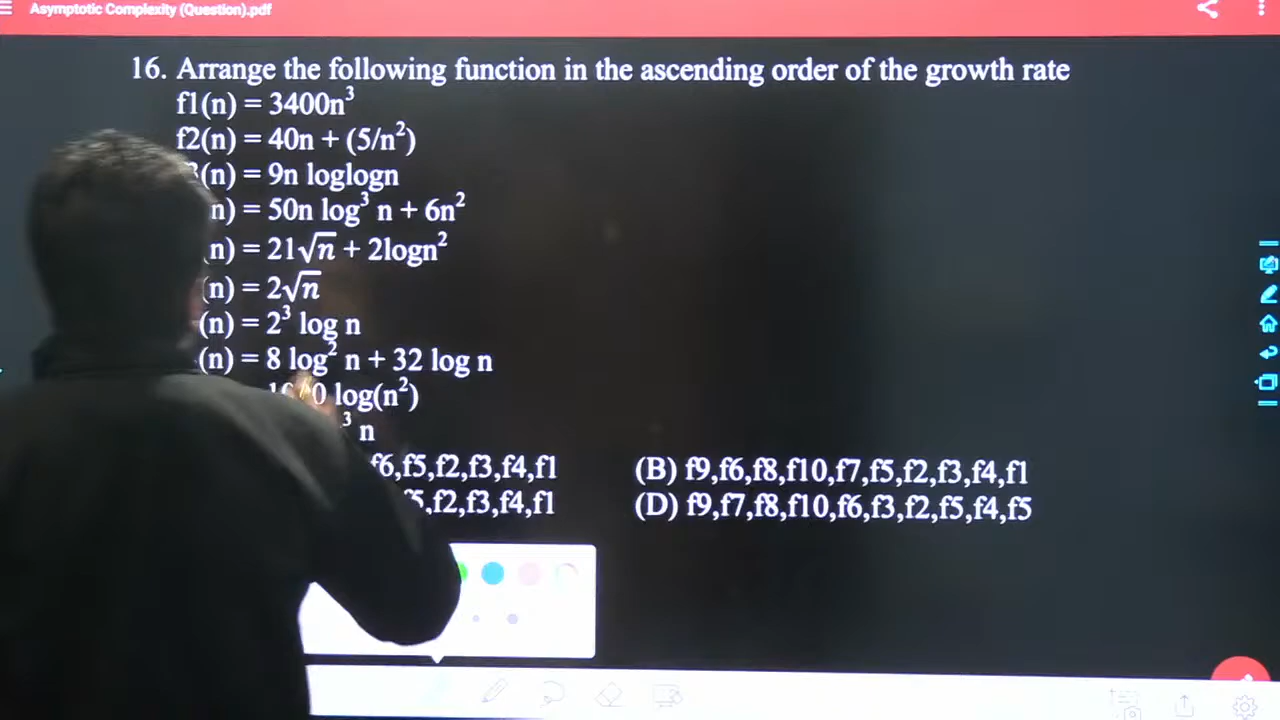 Asymptotic Complexity (Question).pdf
16. Arrange the following function in the ascending order of the growth rate
f1(n) = 3400n³
f2(n) = 40n + (5/n²)
(n) = 9n loglogn
n) = 50n log³ n + 6n²
n) = 21√n + 2logn²
(n) = 2√n
(n) = 2³ log n
(n) = 8 log² n + 32 log n
log(n²)
³ n
f6,f5,f2,f3,f4,f1 (B) f9,f6,f8,f10,f7,f5,f2,f3,f4,f1
,f2,f3,f4,f1 (D) f9,f7,f8,f10,f6,f3,f2,f5,f4,f5